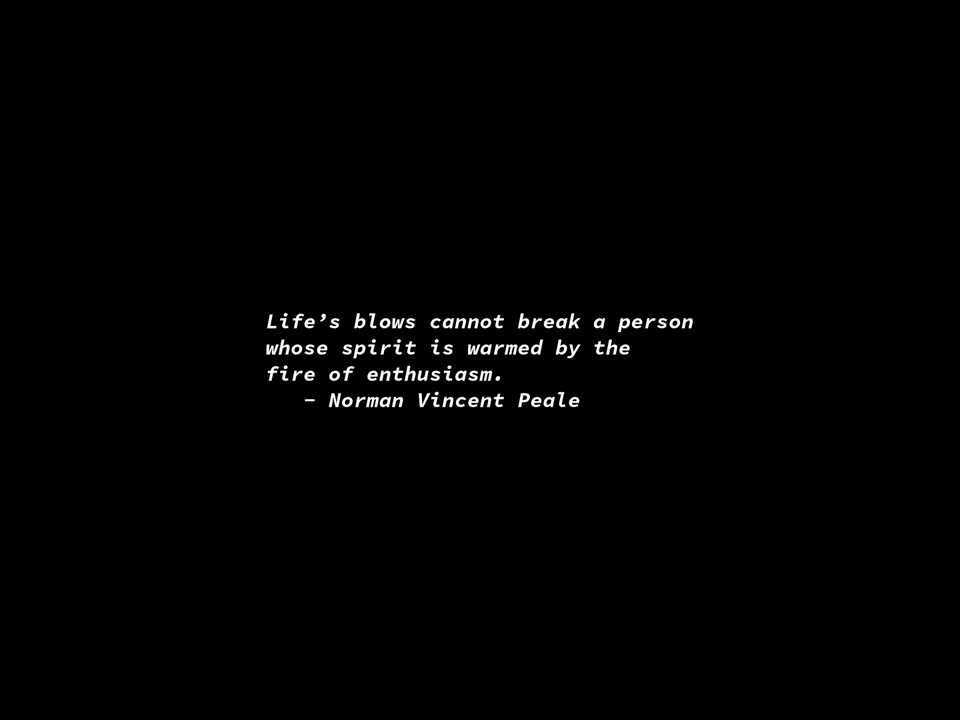 Life’s blows cannot break a person
whose spirit is warmed by the
fire of enthusiasm.
– Norman Vincent Peale